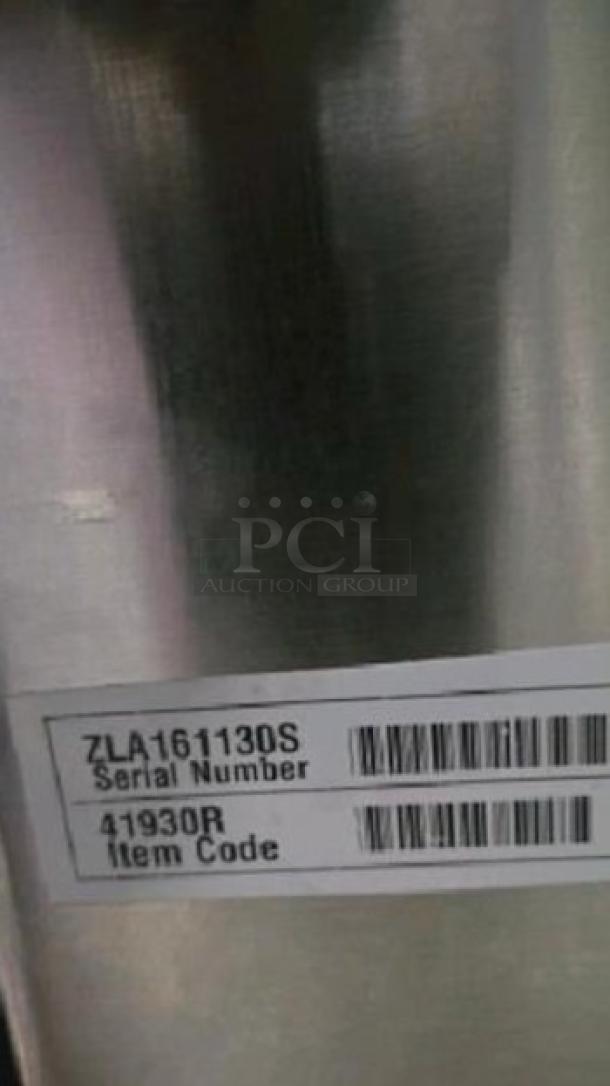 PCI
AUCTION GROUP
ZLA161130S
Serial Number
41930R
Item Code